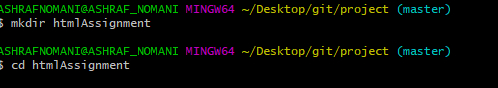 ASHRAFNOMANI@ASHRAF_NOMANI MINGW64 ~/Desktop/git/project (master)
$ mkdir htmlAssignment
ASHRAFNOMANI@ASHRAF_NOMANI MINGW64 ~/Desktop/git/project (master)
$ cd htmlAssignment